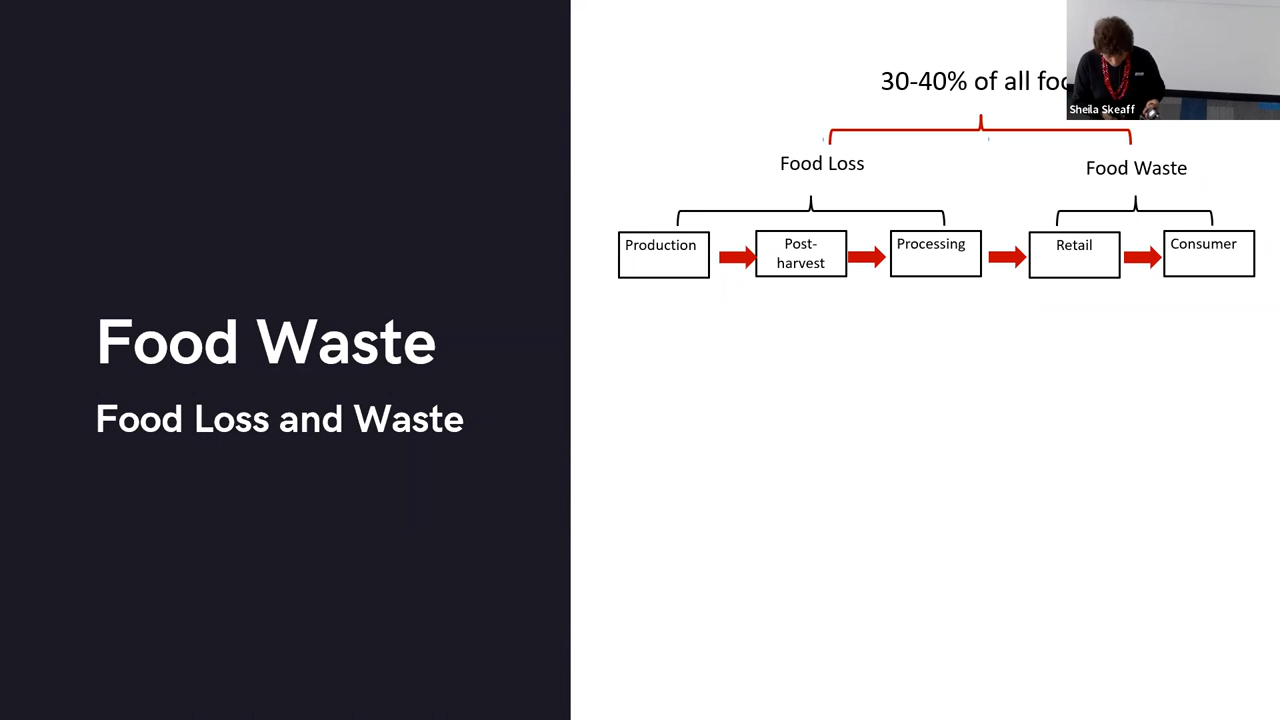 Food Waste
Food Loss and Waste
30-40% of all
Sheila Skeaff
Food Loss
Food Waste
Production
Post-
harvest
Processing
Retail
Consumer